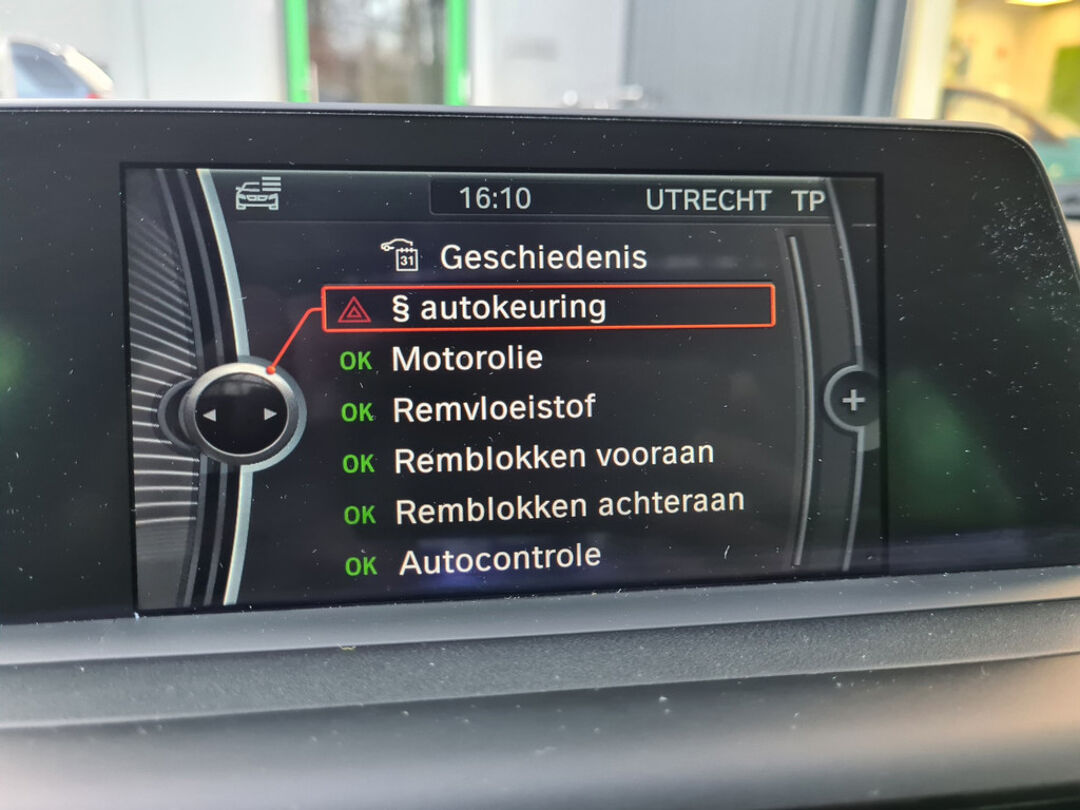 16:10 UTRECHT TP
31 Geschiedenis
§ autokeuring
OK Motorolie
OK Remvloeistof
OK Remblokken vooraan
OK Remblokken achteraan
OK Autocontrole